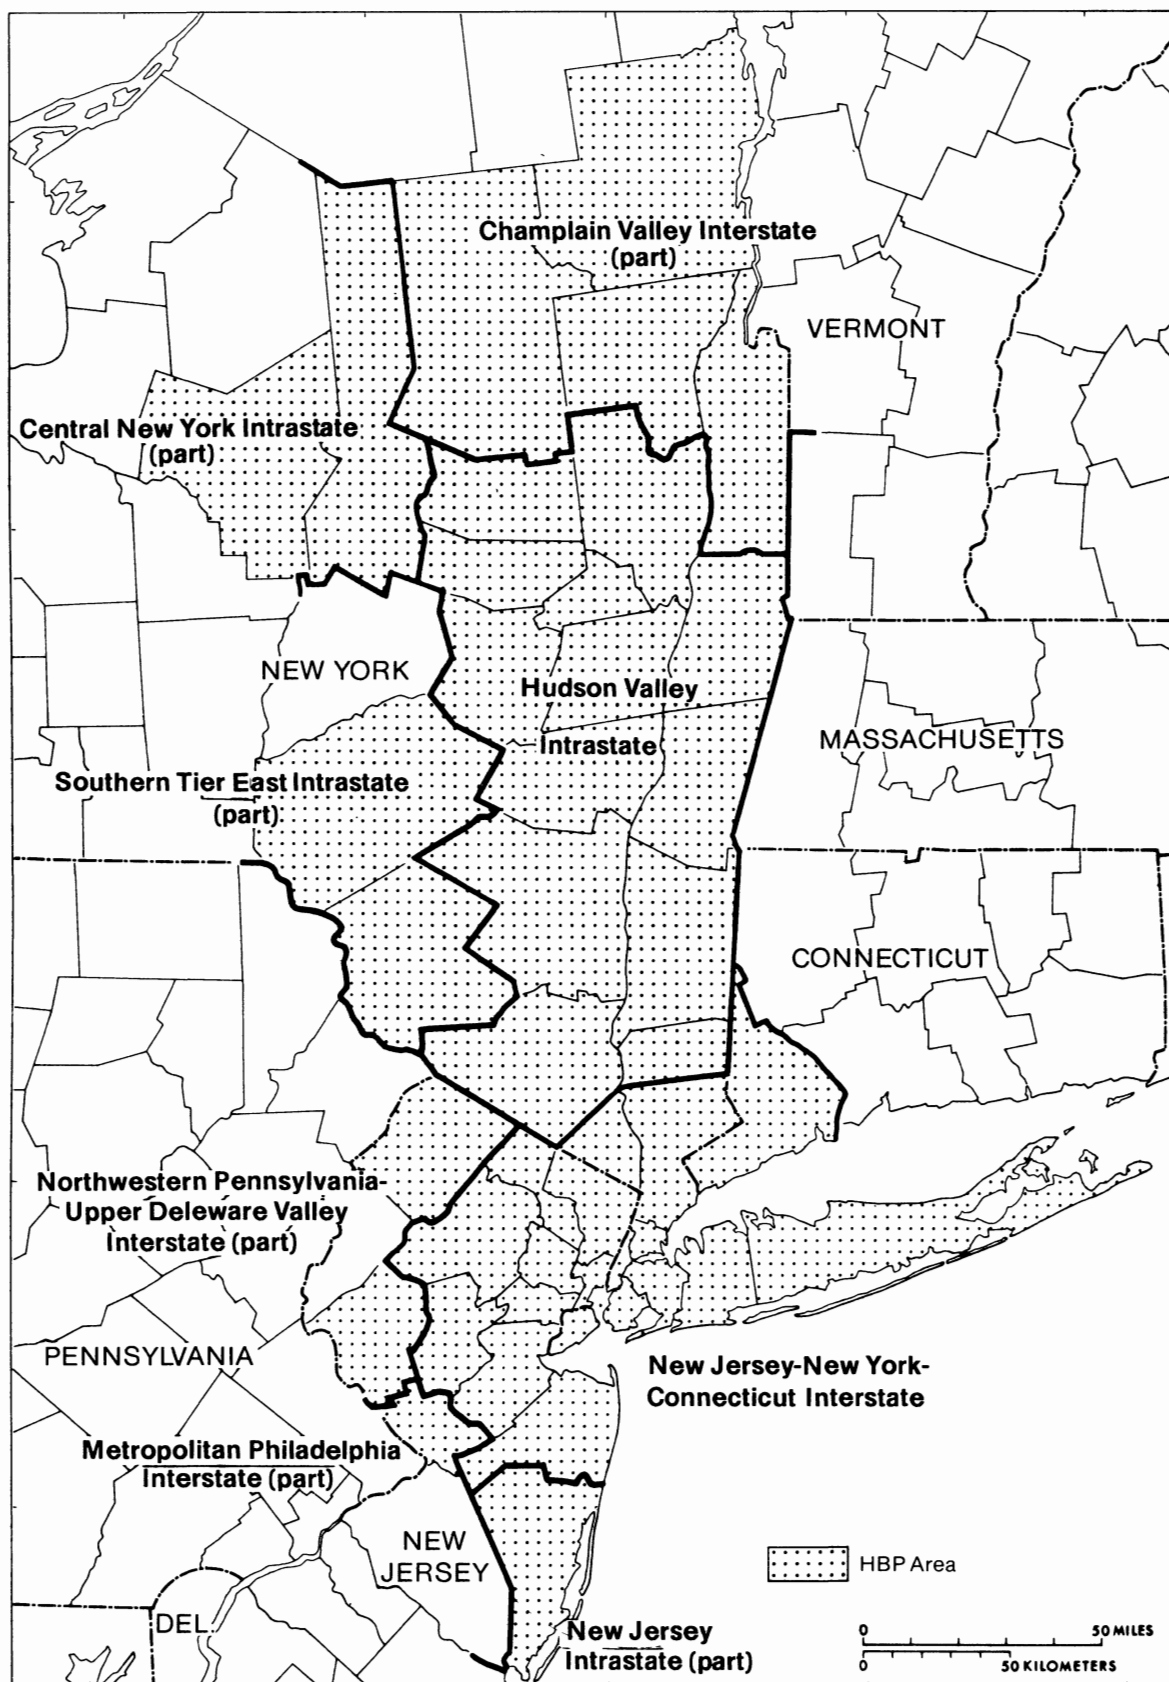 Champlain Valley Interstate
(part)
VERMONT
Central New York Intrastate
(part)
NEW YORK
Hudson Valley
Intrastate
MASSACHUSETTS
Southern Tier East Intrastate
(part)
CONNECTICUT
Northwestern Pennsylvania-
Upper Deleware Valley
Interstate (part)
PENNSYLVANIA
New Jersey-New York-
Connecticut Interstate
Metropolitan Philadelphia
Interstate (part)
NEW
JERSEY
HBP Area
DEL.
New Jersey
Intrastate (part)
0 50 MILES
0 50 KILOMETERS